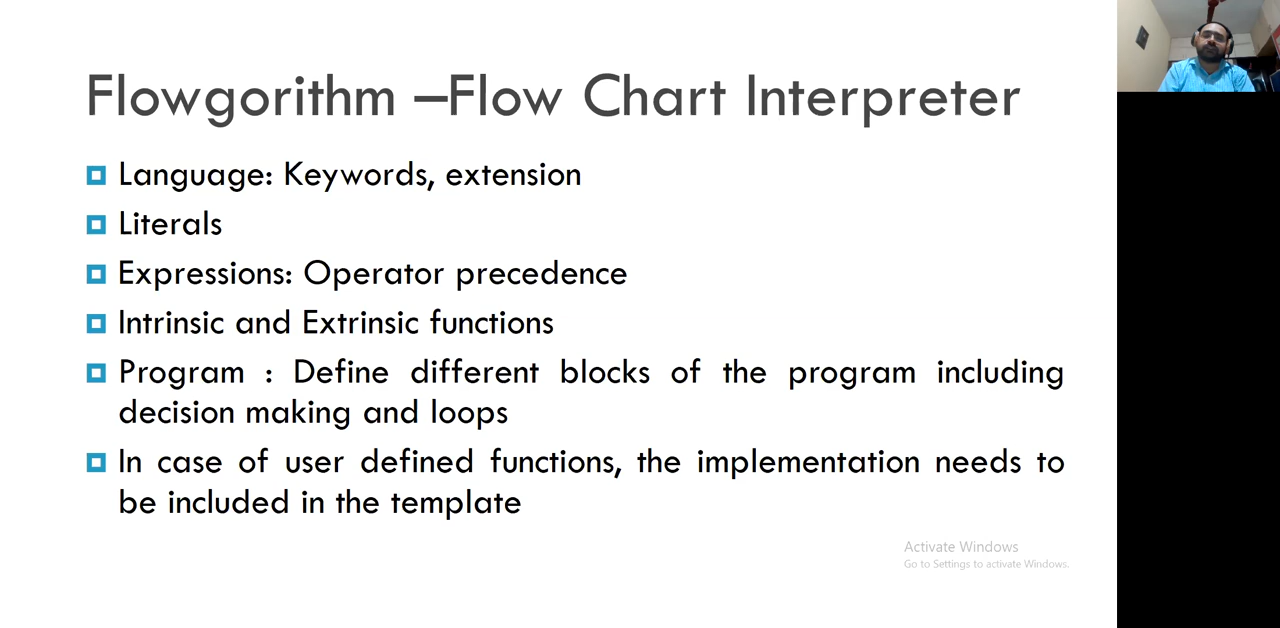 Flowgorithm –Flow Chart Interpreter
Language: Keywords, extension
Literals
Expressions: Operator precedence
Intrinsic and Extrinsic functions
Program : Define different blocks of the program including
decision making and loops
In case of user defined functions, the implementation needs to
be included in the template
Activate Windows
Go to Settings to activate Windows.